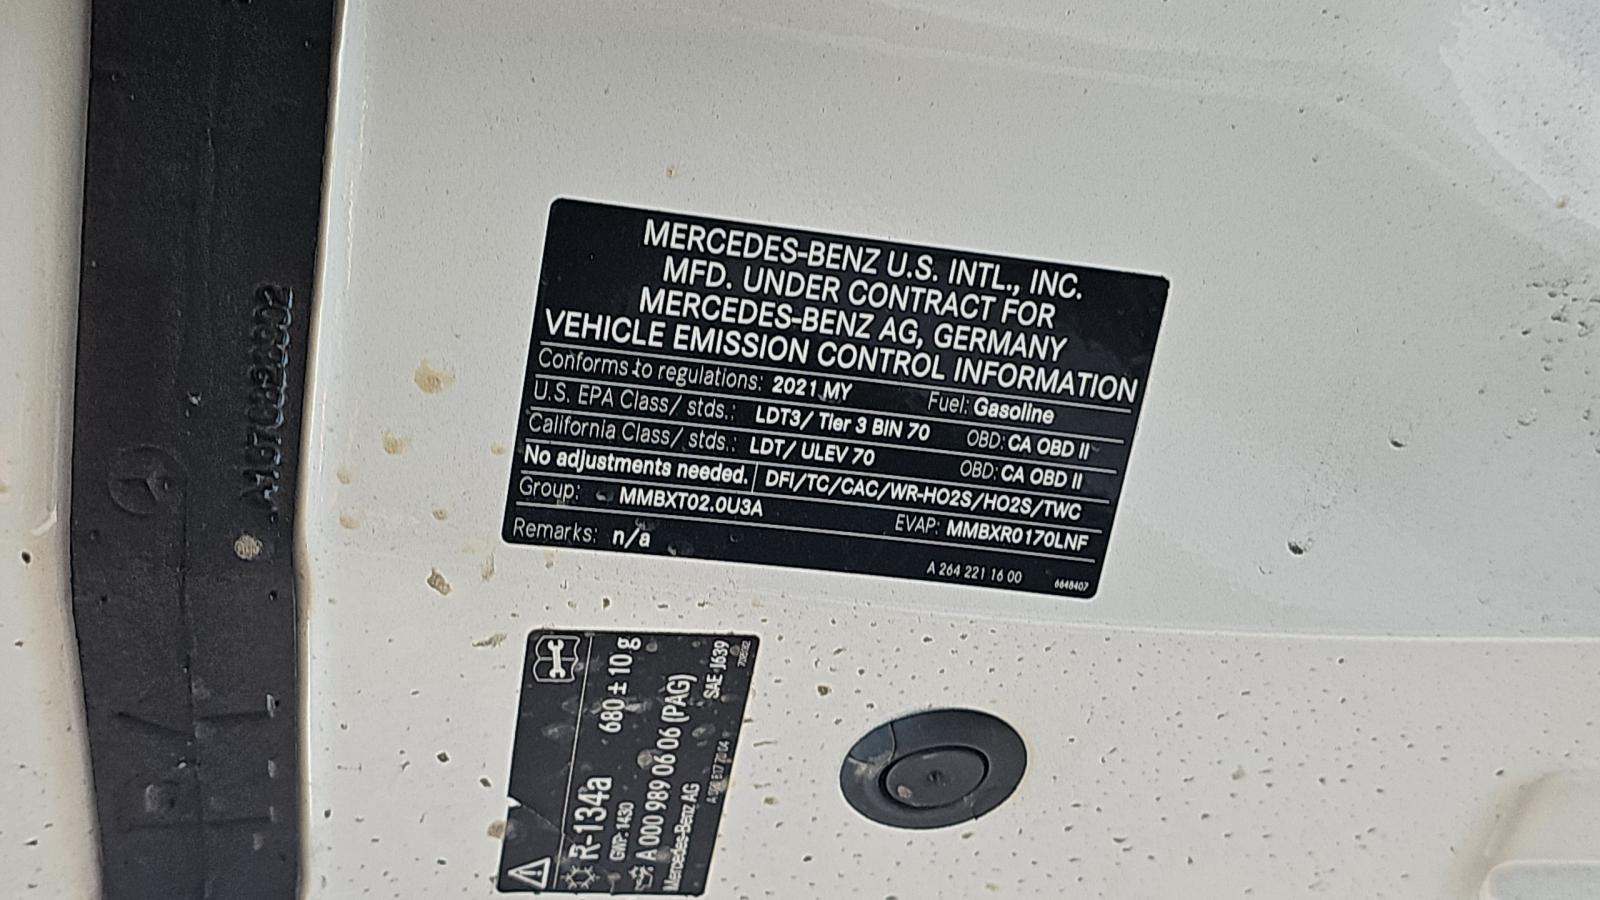 MERCEDES-BENZ U.S. INTL., INC.
MFD. UNDER CONTRACT FOR
MERCEDES-BENZ AG, GERMANY
VEHICLE EMISSION CONTROL INFORMATION
Conforms to regulations: 2021 MY Fuel: Gasoline
U.S. EPA Class/ stds.: LDT3/ Tier 3 BIN 70 OBD: CA OBD II
California Class/ stds.: LDT/ ULEV 70 OBD: CA OBD II
No adjustments needed. DFI/TC/CAC/WR-HO2S/HO2S/TWC
Group: MMBXT02.0U3A EVAP: MMBXR0170LNF
Remarks: n/a
A 264 221 16 00 6648407
R-134a 680 ± 10 g
GWP: 1430
A 000 989 06 06 (PAG)
Mercedes-Benz AG SAE J639